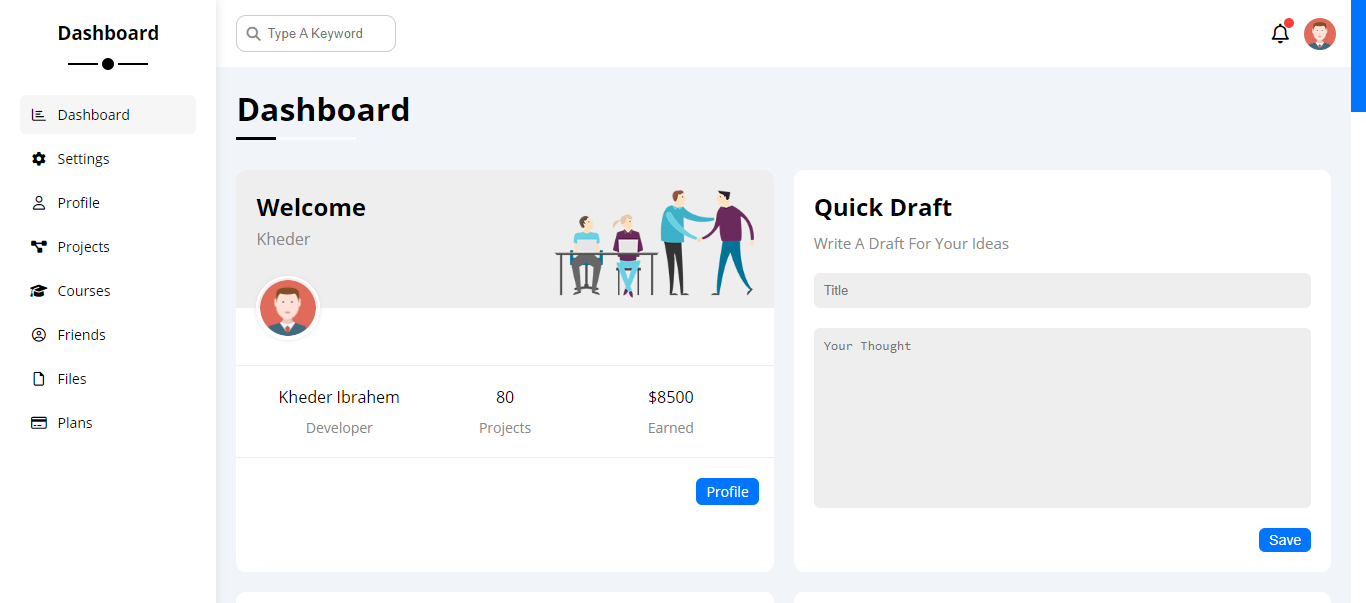 Dashboard
Dashboard
Settings
Profile
Projects
Courses
Friends
Files
Plans
Type A Keyword
Dashboard
Welcome
Kheder
Kheder Ibrahem
Developer
80
Projects
$8500
Earned
Profile
Quick Draft
Write A Draft For Your Ideas
Title
Your Thought
Save